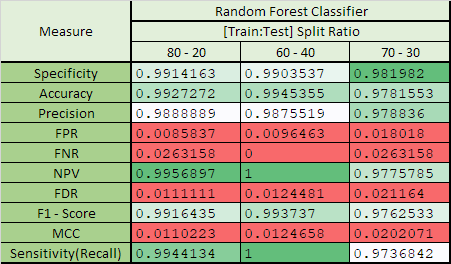 Measure
Random Forest Classifier
[Train:Test] Split Ratio
80 - 20 60 - 40 70 - 30
Specificity 0.9914163 0.9903537 0.981982
Accuracy 0.9927272 0.9945355 0.9781553
Precision 0.9888889 0.9875519 0.978836
FPR 0.0085837 0.0096463 0.018018
FNR 0.0263158 0 0.0263158
NPV 0.9956897 1 0.9775785
FDR 0.0111111 0.0124481 0.021164
F1 - Score 0.9916435 0.993737 0.9762533
MCC 0.0110223 0.0124658 0.0202071
Sensitivity(Recall) 0.9944134 1 0.9736842